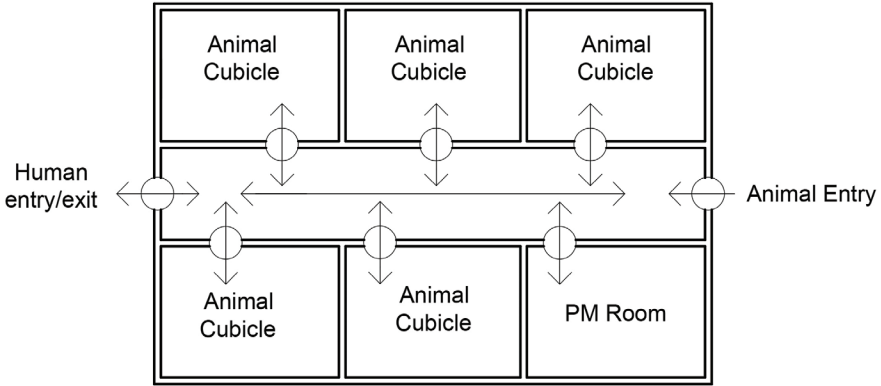 Animal
Cubicle
Animal
Cubicle
Animal
Cubicle
Human
entry/exit
Animal Entry
Animal
Cubicle
Animal
Cubicle
PM Room